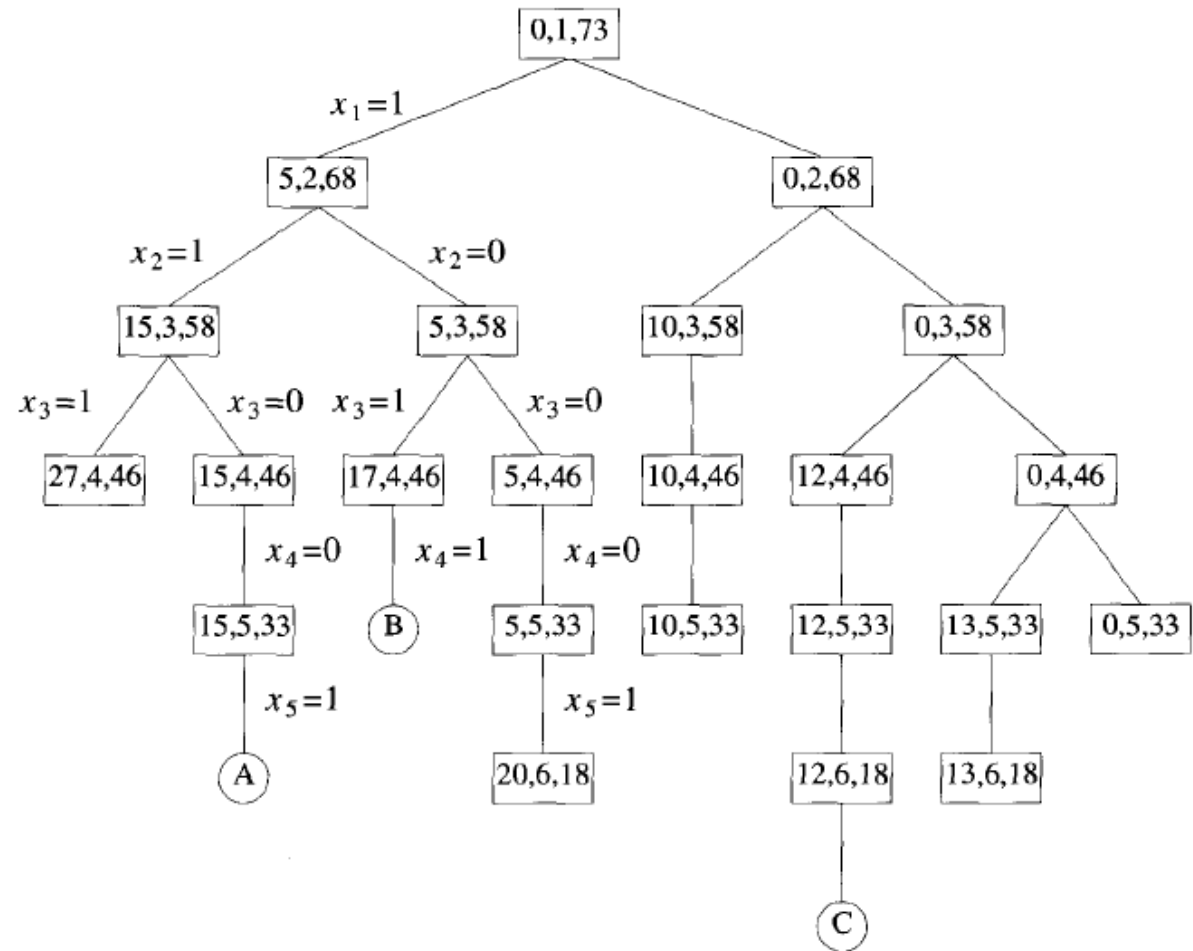 0,1,73
x₁=1
5,2,68 0,2,68
x₂=1 x₂=0
15,3,58 5,3,58 10,3,58 0,3,58
x₃=1 x₃=0 x₃=1 x₃=0
27,4,46 15,4,46 17,4,46 5,4,46 10,4,46 12,4,46 0,4,46
x₄=0 x₄=1 x₄=0
15,5,33 B 5,5,33 10,5,33 12,5,33 13,5,33 0,5,33
x₅=1 x₅=1
A 20,6,18 12,6,18 13,6,18
C